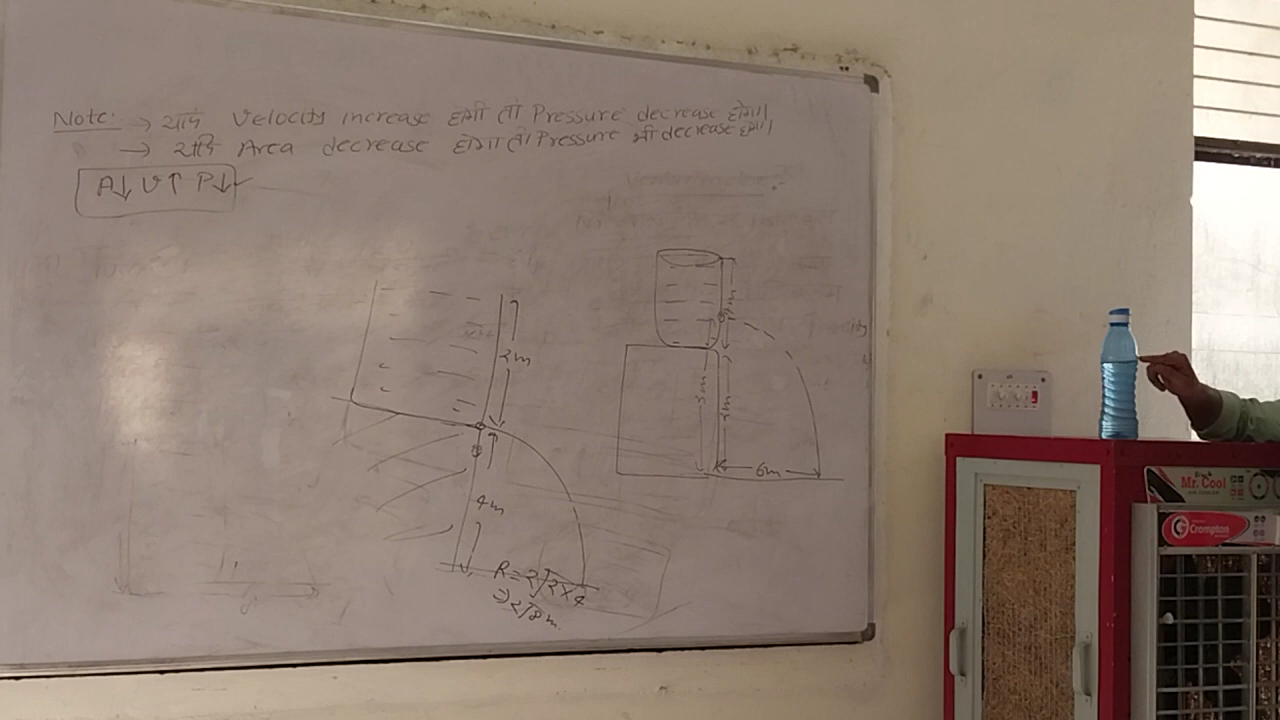 Note: → यदि Velocity increase होगी तो Pressure decrease होगा।
→ यदि Area decrease होगा तो Pressure भी decrease होगा।
A↓ V↑ P↓
2m
4m
R = 2√2×4
⇒ 2√8 m.
3m
3m
6m
Mr. Cool
Crompton